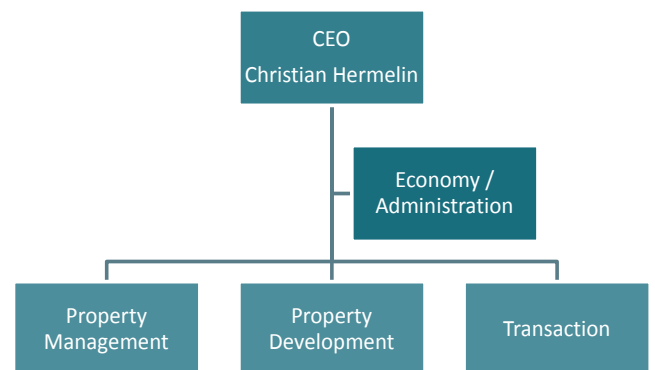 CEO
Christian Hermelin
Economy /
Administration
Property
Management
Property
Development
Transaction